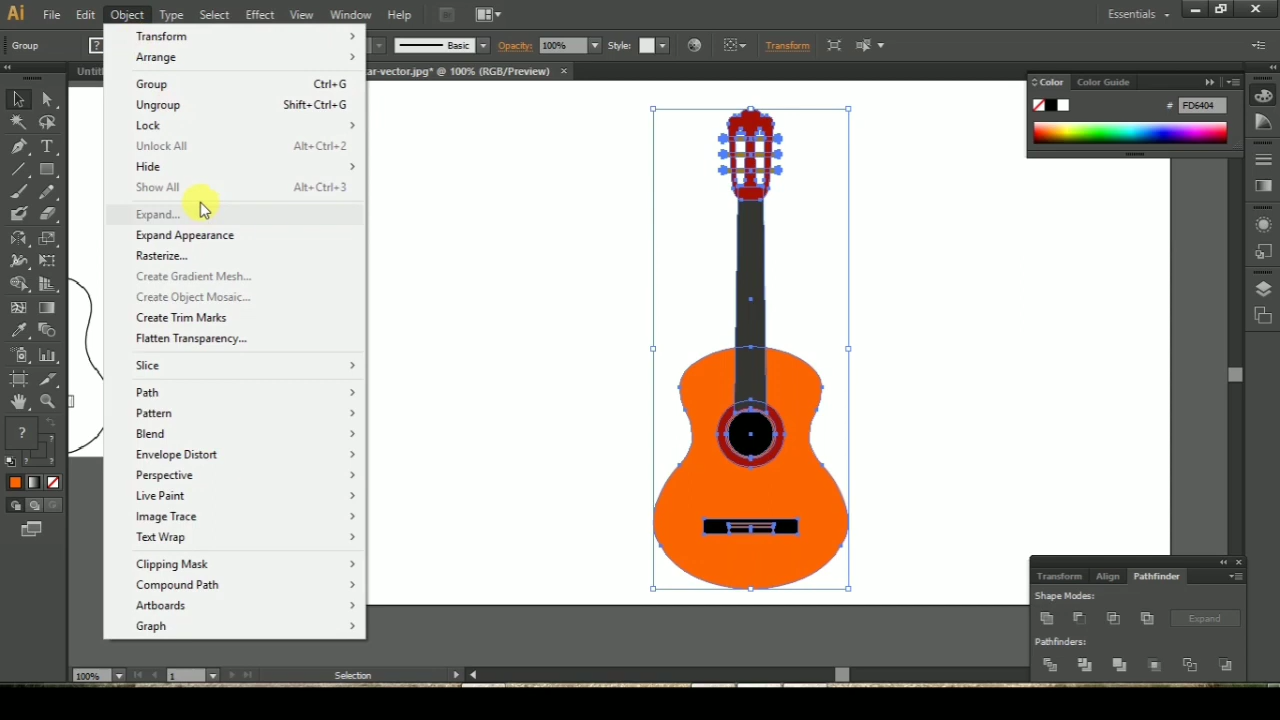 Ai File Edit Object Type Select Effect View Window Help Essentials
Group ? Basic Opacity: 100% Style: Transform
Untit ar-vector.jpg* @ 100% (RGB/Preview)
Transform
Arrange
Group Ctrl+G
Ungroup Shift+Ctrl+G
Lock
Unlock All Alt+Ctrl+2
Hide
Show All Alt+Ctrl+3
Expand...
Expand Appearance
Rasterize...
Create Gradient Mesh...
Create Object Mosaic...
Create Trim Marks
Flatten Transparency...
Slice
Path
Pattern
Blend
Envelope Distort
Perspective
Live Paint
Image Trace
Text Wrap
Clipping Mask
Compound Path
Artboards
Graph
Color Color Guide
# FD6404
Transform Align Pathfinder
Shape Modes:
Expand
Pathfinders:
? ?
? ?
100% 1 Selection